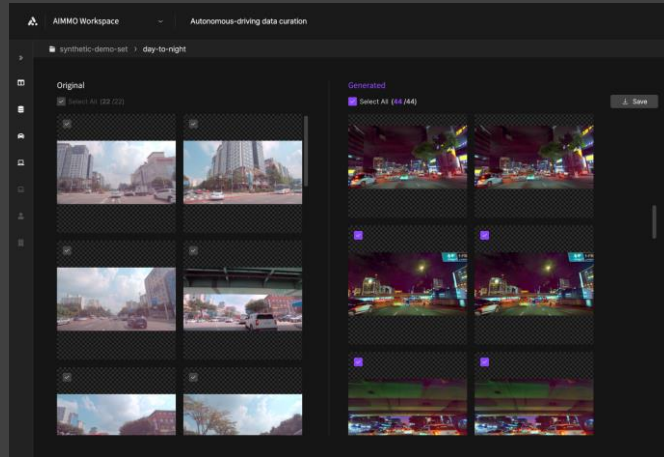 AIMMO Workspace
Autonomous-driving data curation
synthetic-demo-set › day-to-night
Original
Generated
Select All (22 /22)
Select All (44 /44)
Save